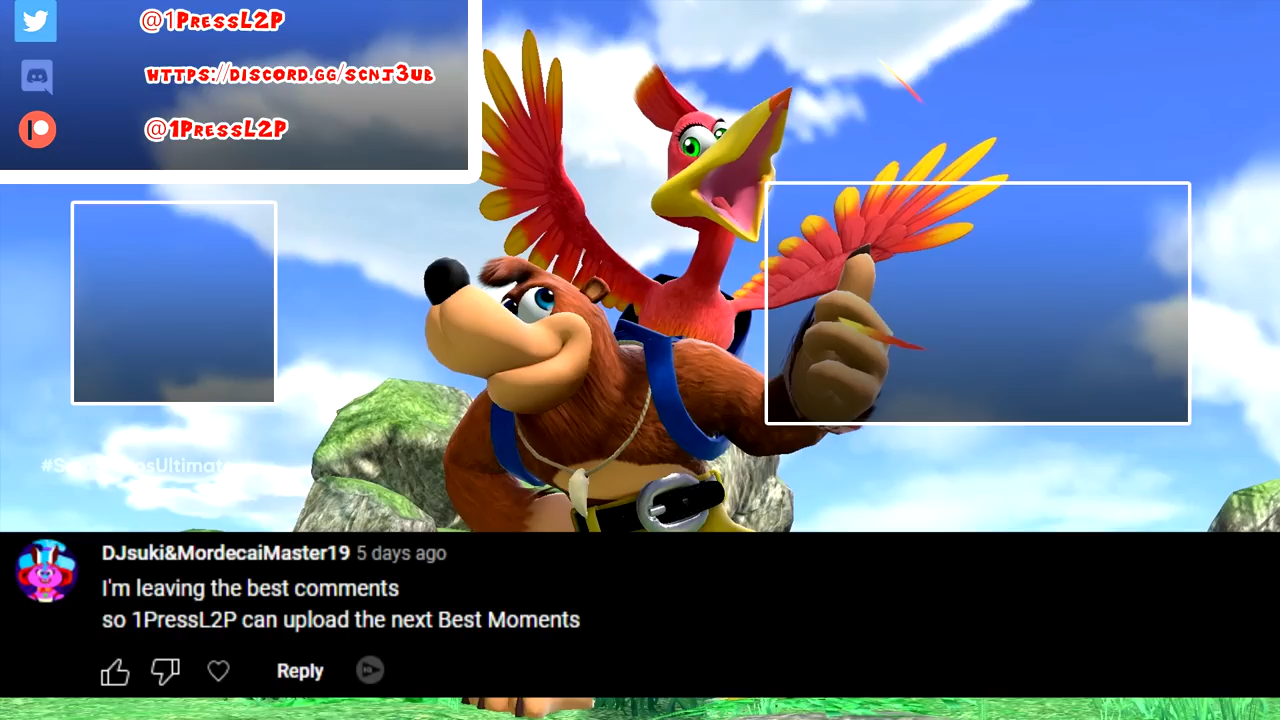 @1PressL2P
https://discord.gg/scnj3ub
@1PressL2P
DJsuki&MordecaiMaster19 5 days ago
I'm leaving the best comments
so 1PressL2P can upload the next Best Moments
Reply